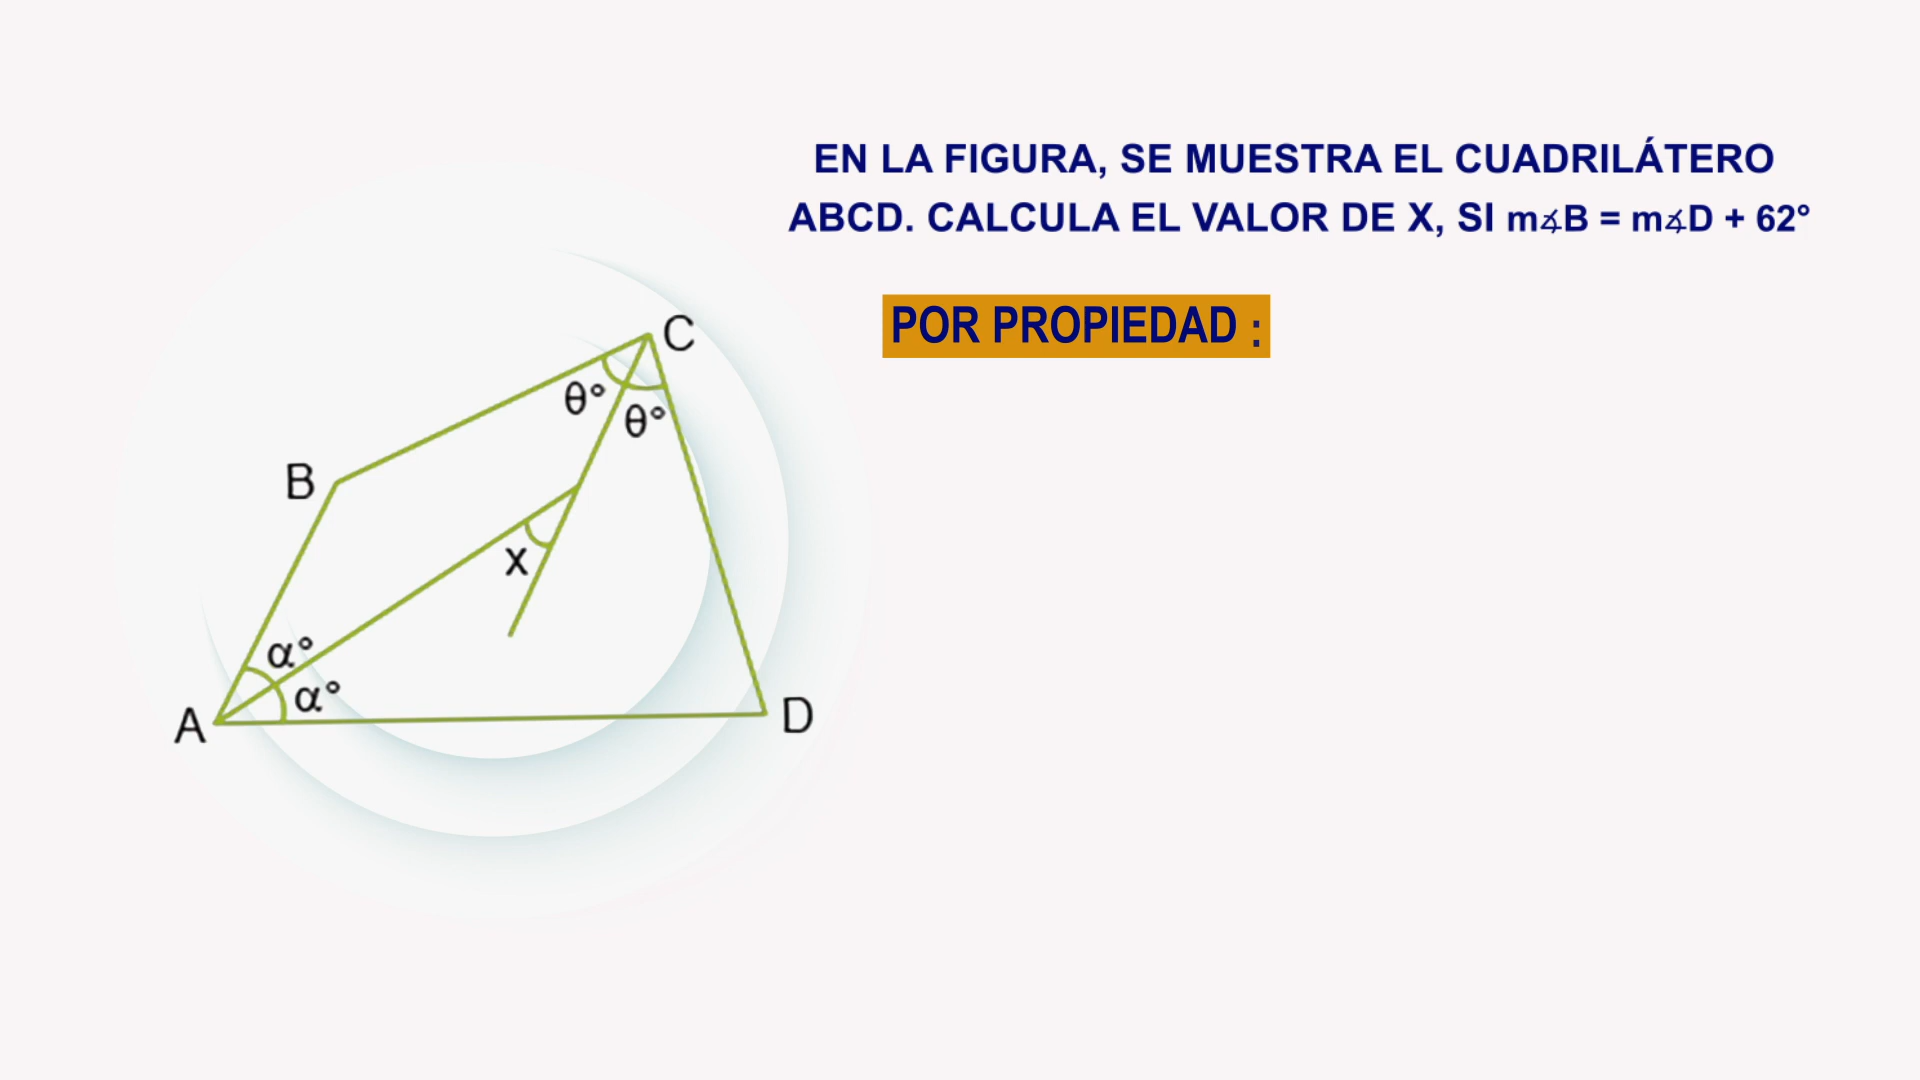 EN LA FIGURA, SE MUESTRA EL CUADRILÁTERO
ABCD. CALCULA EL VALOR DE X, SI m∡B = m∡D + 62°
POR PROPIEDAD :
C
θ°
θ°
B
x
α°
α°
A
D